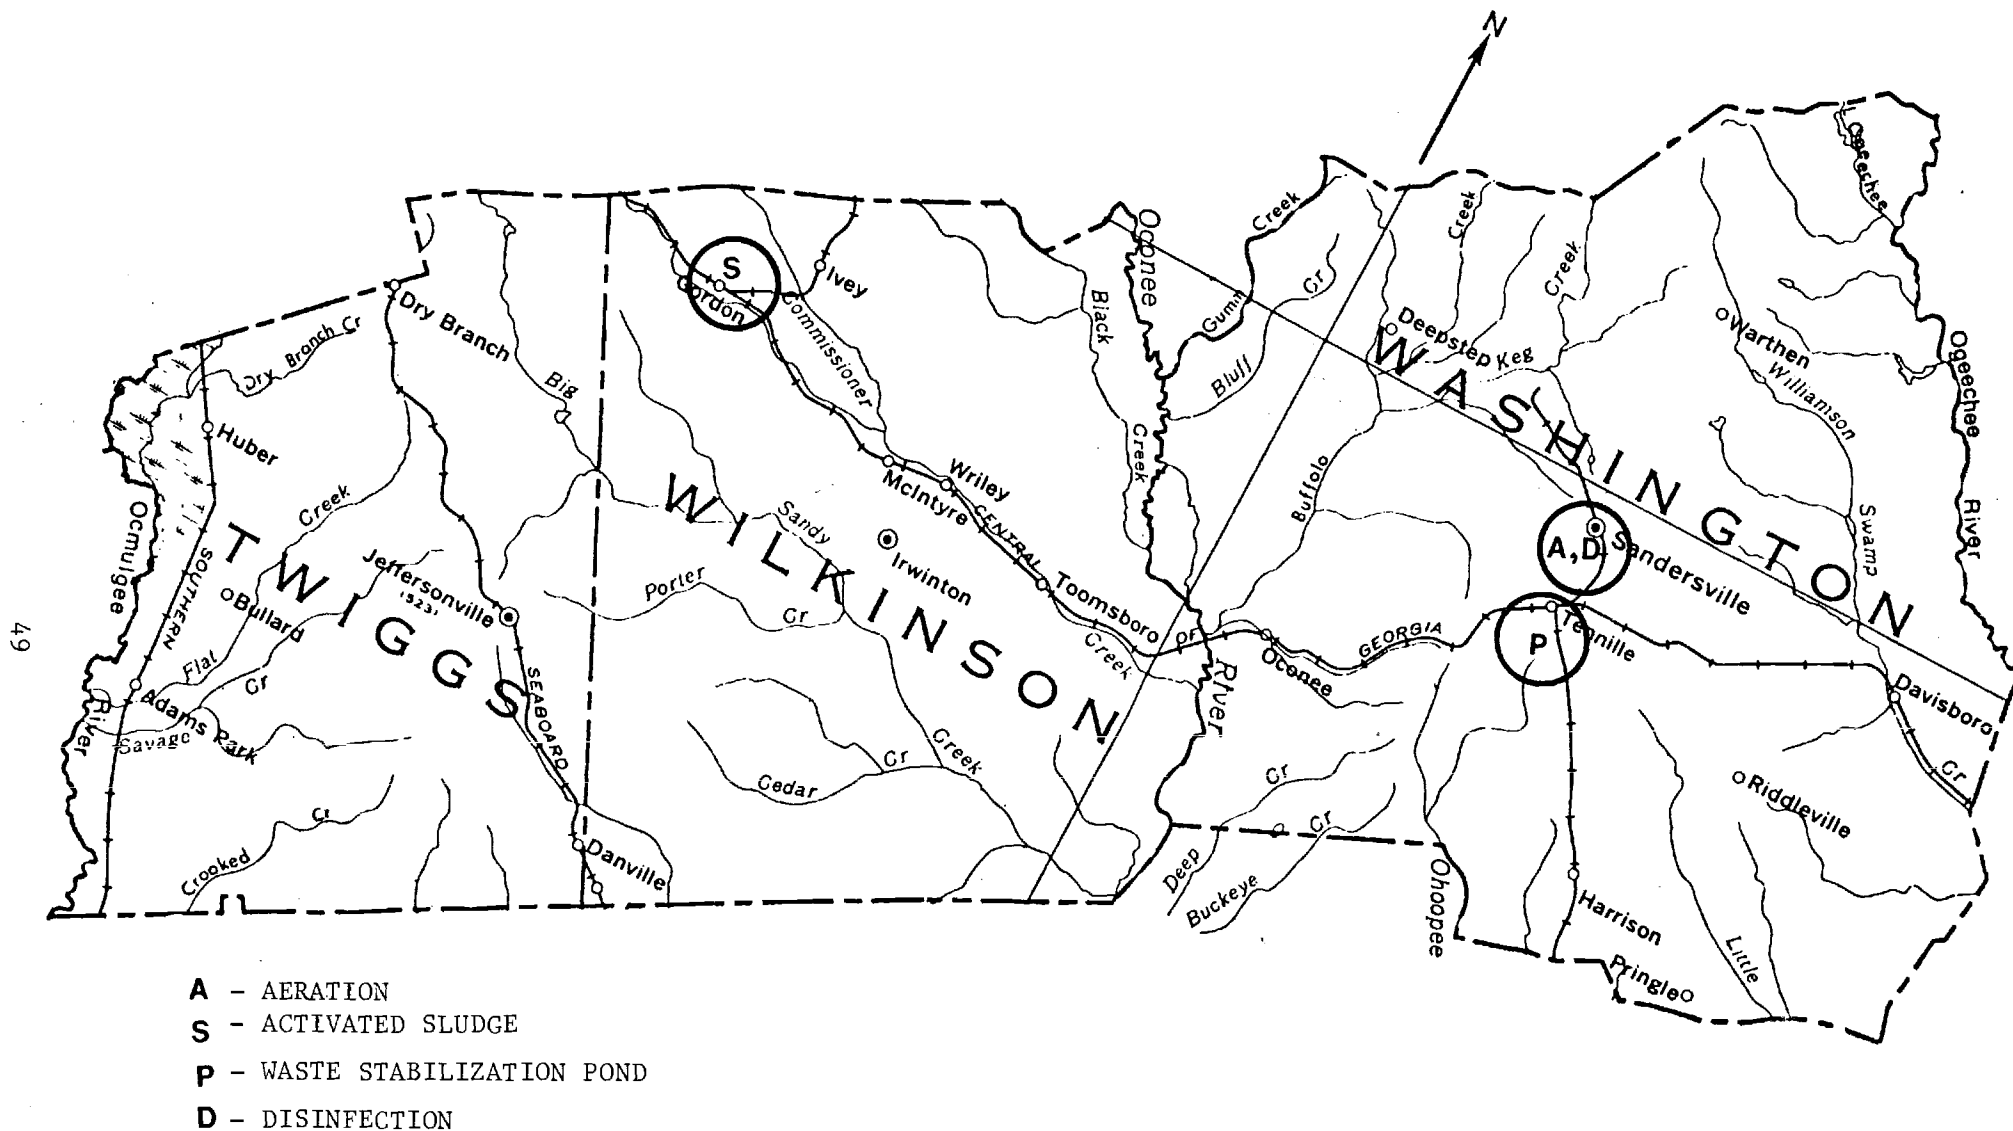 N
Ogeechee
Creek
Creek
Oconee
Creek
Gumm
Cr
Ivey
S
Gordon
Dry Branch
Dry Branch Cr
Black
Commissioner
Deepstep
Keg
Warthen
Ogeechee
Bluff
Williamson
Big
WASHINGTON
Huber
Creek
Wriley
McIntyre
Buffolo
WILKINSON
Creek
Sandy
CENTRAL
Swamp
River
Ocmulgee
TWIGGS
SOUTHERN
Jeffersonville
Irwinton
A, D
Sandersville
Porter
Cr
Toomsboro
Bullard
Creek
OF
GEORGIA
P
Tennille
49
Flat
Cr
Oconee
River
Davisboro
SEABOARD
Adams Park
River
Savage
Creek
Cr
Cedar
Cr
Cr
Riddleville
Cr
Cr
Crooked
Danville
Deep
Buckeye
Ohoopee
Harrison
Little
Pringle
A - AERATION
S - ACTIVATED SLUDGE
P - WASTE STABILIZATION POND
D - DISINFECTION